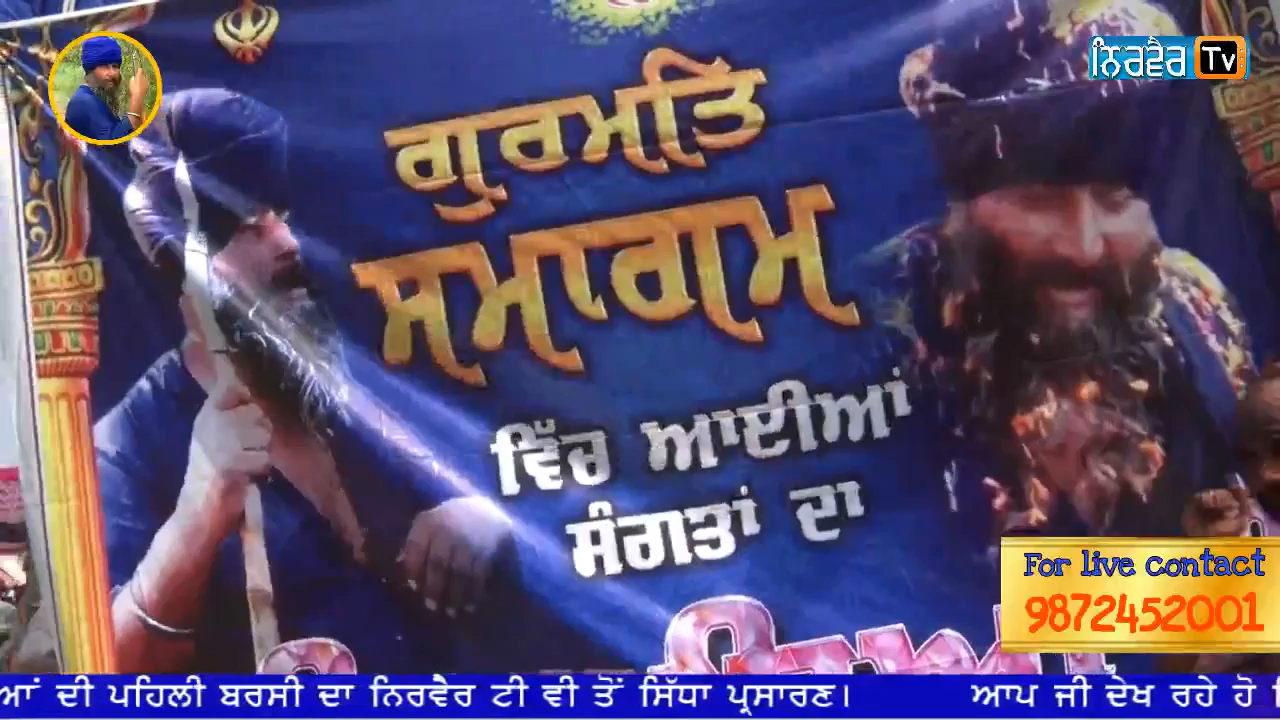 ਨਿਰਵੈਰ Tv
ਗੁਰਮਤਿ
ਸਮਾਗਮ
ਵਿੱਚ ਆਈਆਂ
ਸੰਗਤਾਂ ਦਾ
For live contact
9872452001
ਆਂ ਦੀ ਪਹਿਲੀ ਬਰਸੀ ਦਾ ਨਿਰਵੈਰ ਟੀ ਵੀ ਤੋਂ ਸਿੱਧਾ ਪ੍ਰਸਾਰਣ। ਆਪ ਜੀ ਦੇਖ ਰਹੇ ਹੋ